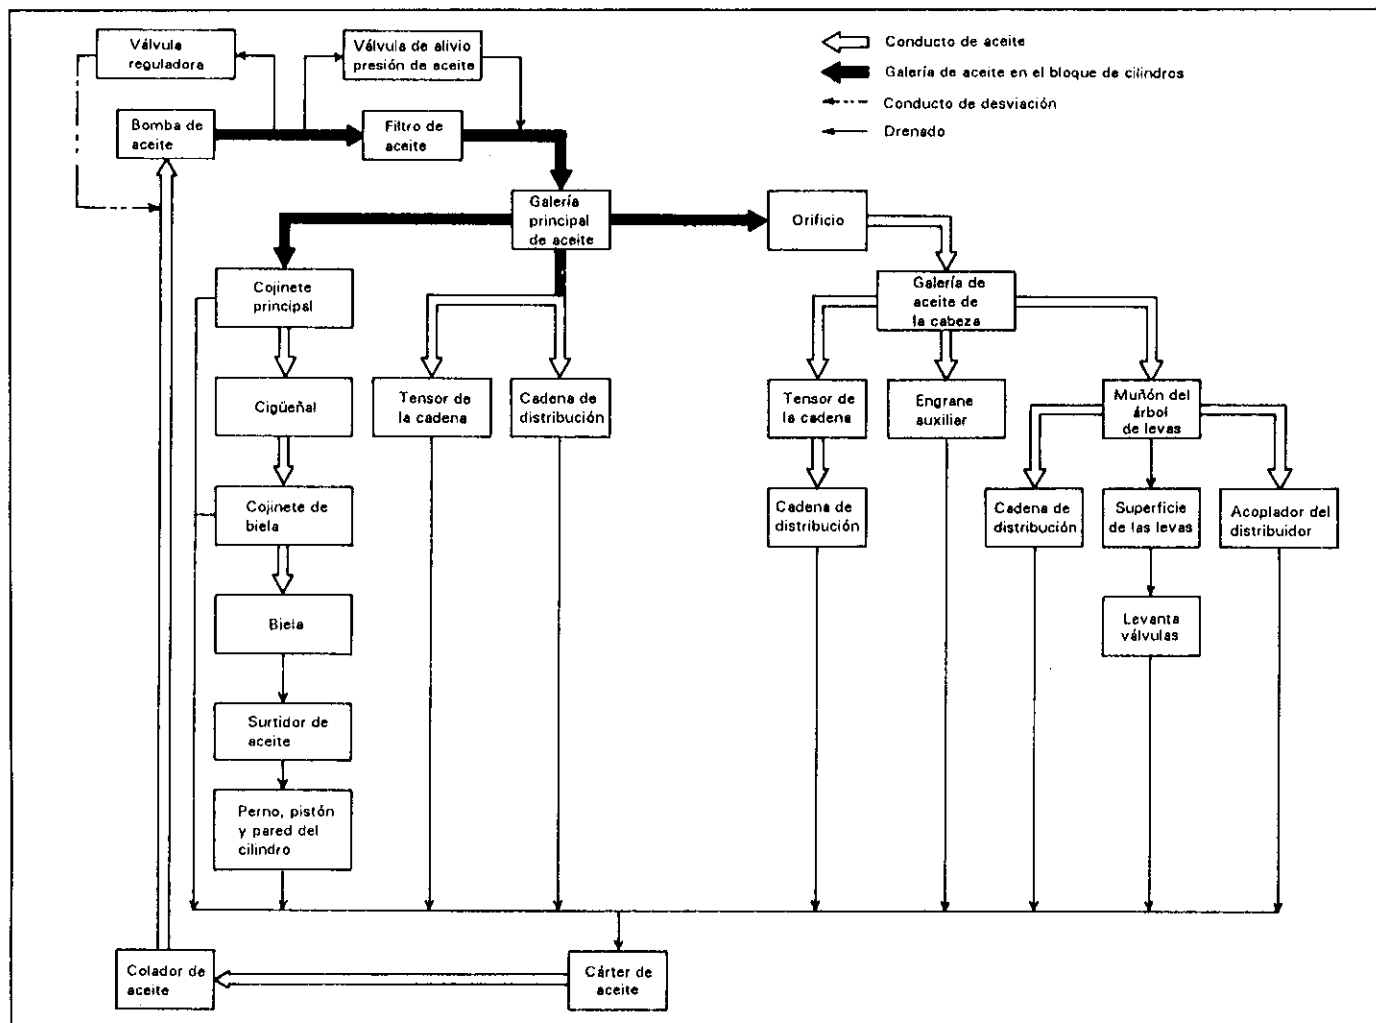 Válvula
reguladora
Válvula de alivio
presión de aceite
Conducto de aceite
Galería de aceite en el bloque de cilindros
Conducto de desviación
Drenado
Bomba de
aceite
Filtro de
aceite
Galería
principal
de aceite
Orificio
Cojinete
principal
Galería de
aceite de
la cabeza
Cigüeñal
Tensor de
la cadena
Cadena de
distribución
Tensor de
la cadena
Engrane
auxiliar
Muñón del
árbol
de levas
Cojinete de
biela
Cadena de
distribución
Cadena de
distribución
Superficie
de las levas
Acoplador del
distribuidor
Biela
Levanta
válvulas
Surtidor de
aceite
Perno, pistón
y pared del
cilindro
Colador de
aceite
Cárter de
aceite